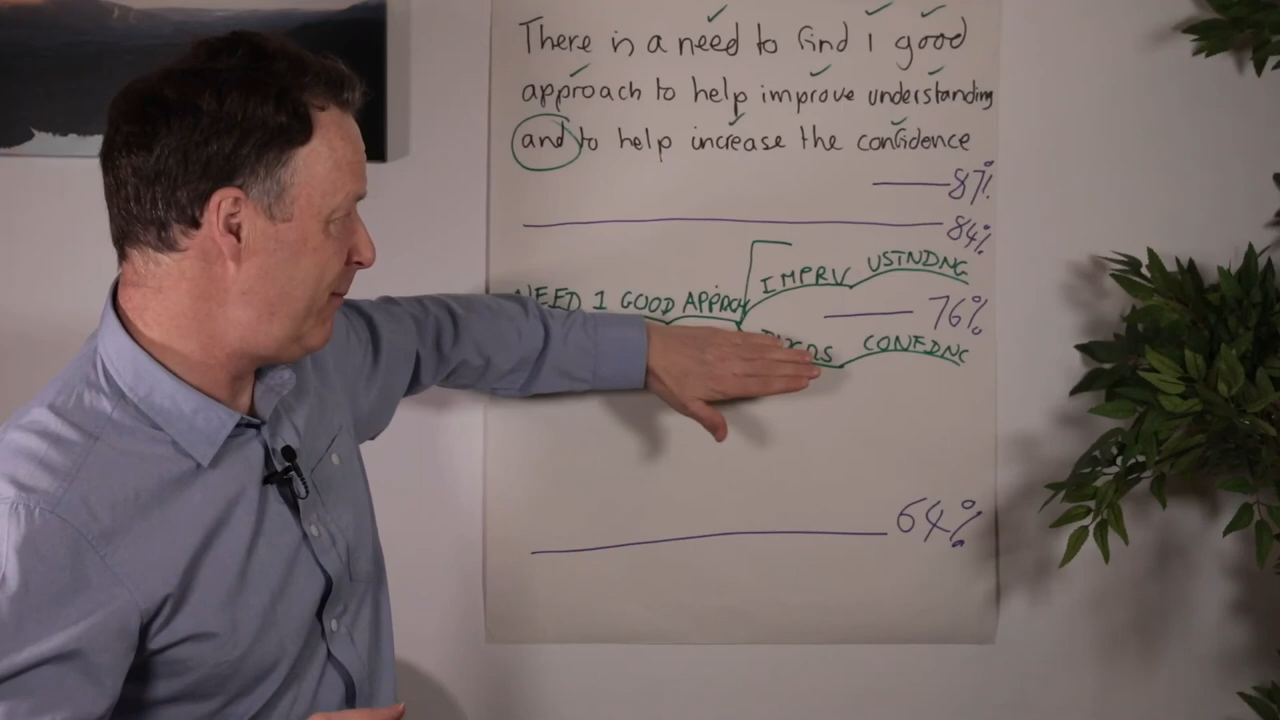 There is a need to find 1 good
approach to help improve understanding
and to help increase the confidence
87%
84%
IMPRV USTNDNG
NEED 1 GOOD APPROH
76%
CONFDNC
64%